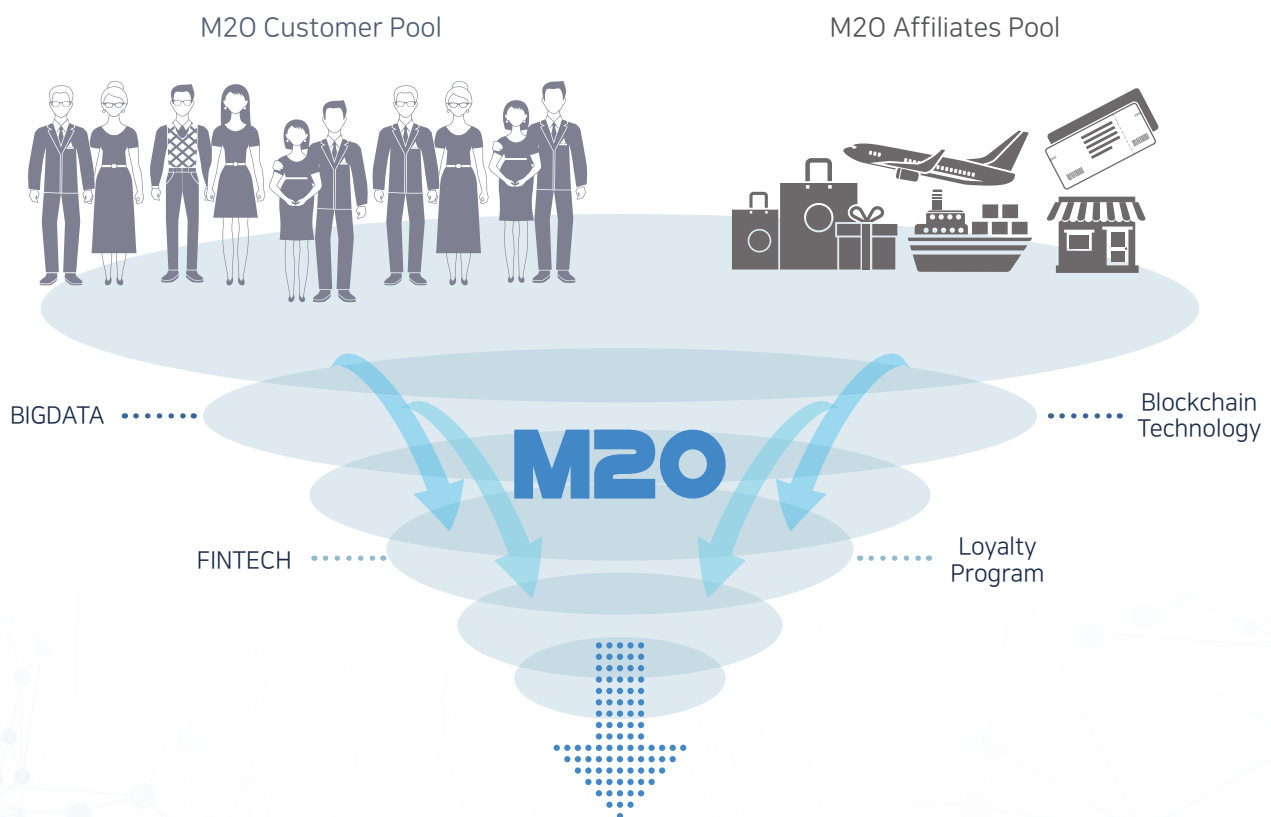 M2O Customer Pool
M2O Affiliates Pool
BIGDATA
Blockchain
Technology
M2O
FINTECH
Loyalty
Program